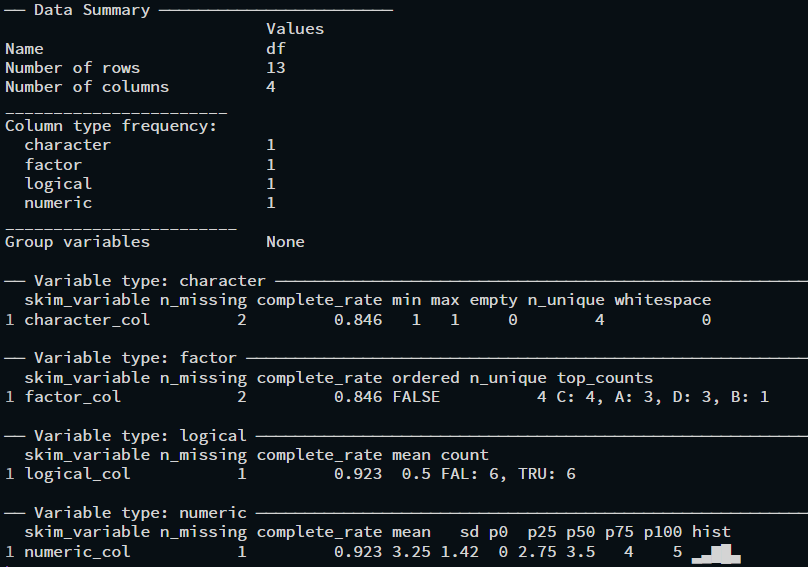 ── Data Summary ────────────────────────
                           Values
Name                       df
Number of rows             13
Number of columns          4
_______________________
Column type frequency:
  character                1
  factor                   1
  logical                  1
  numeric                  1
________________________
Group variables            None
── Variable type: character ────────────────────────────────────────────────────────
  skim_variable n_missing complete_rate min max empty n_unique whitespace
1 character_col         2         0.846   1   1     0        4          0
── Variable type: factor ───────────────────────────────────────────────────────────
  skim_variable n_missing complete_rate ordered n_unique top_counts
1 factor_col            2         0.846 FALSE          4 C: 4, A: 3, D: 3, B: 1
── Variable type: logical ──────────────────────────────────────────────────────────
  skim_variable n_missing complete_rate mean count
1 logical_col           1         0.923  0.5 FAL: 6, TRU: 6
── Variable type: numeric ──────────────────────────────────────────────────────────
  skim_variable n_missing complete_rate mean   sd p0  p25 p50 p75 p100 hist
1 numeric_col           1         0.923 3.25 1.42  0 2.75 3.5   4    5 ▂▃▇█▃